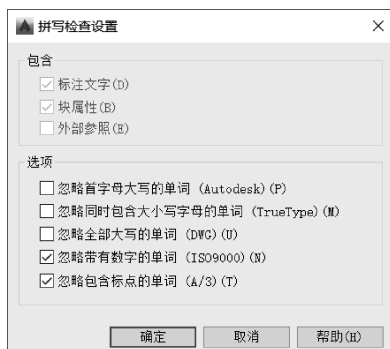 拼写检查设置
包含
标注文字(D)
块属性(B)
外部参照(E)
选项
忽略首字母大写的单词 (Autodesk)(P)
忽略同时包含大小写字母的单词 (TrueType)(M)
忽略全部大写的单词 (DWG)(U)
忽略带有数字的单词 (ISO9000)(N)
忽略包含标点的单词 (A/3)(T)
确定 取消 帮助(H)